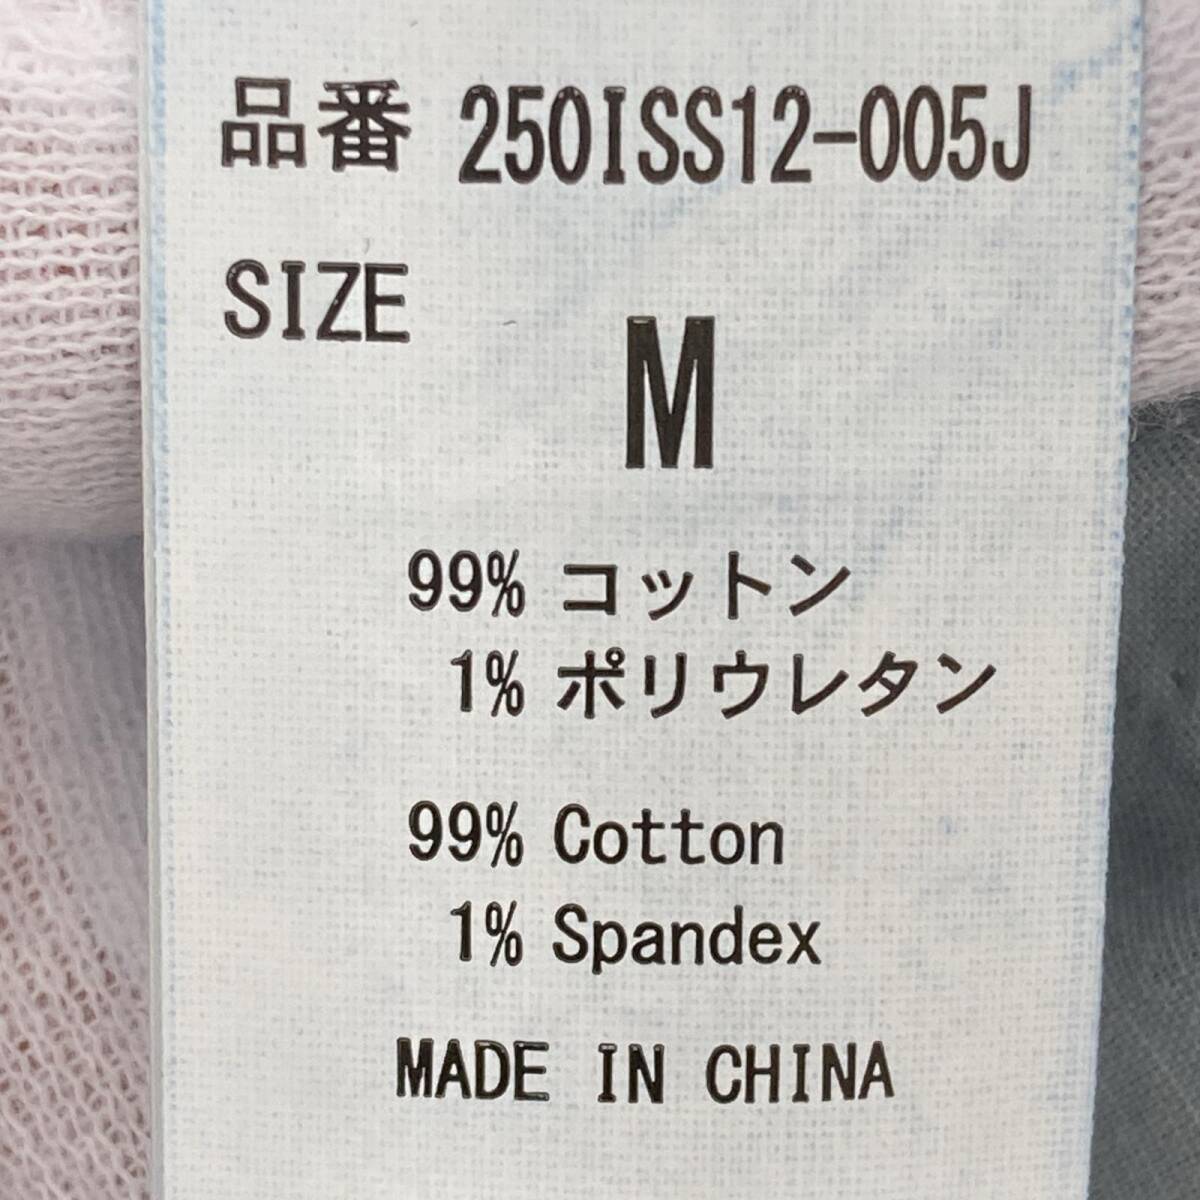 品番 250ISS12-005J
SIZE
M
99% コットン
1% ポリウレタン
99% Cotton
1% Spandex
MADE IN CHINA